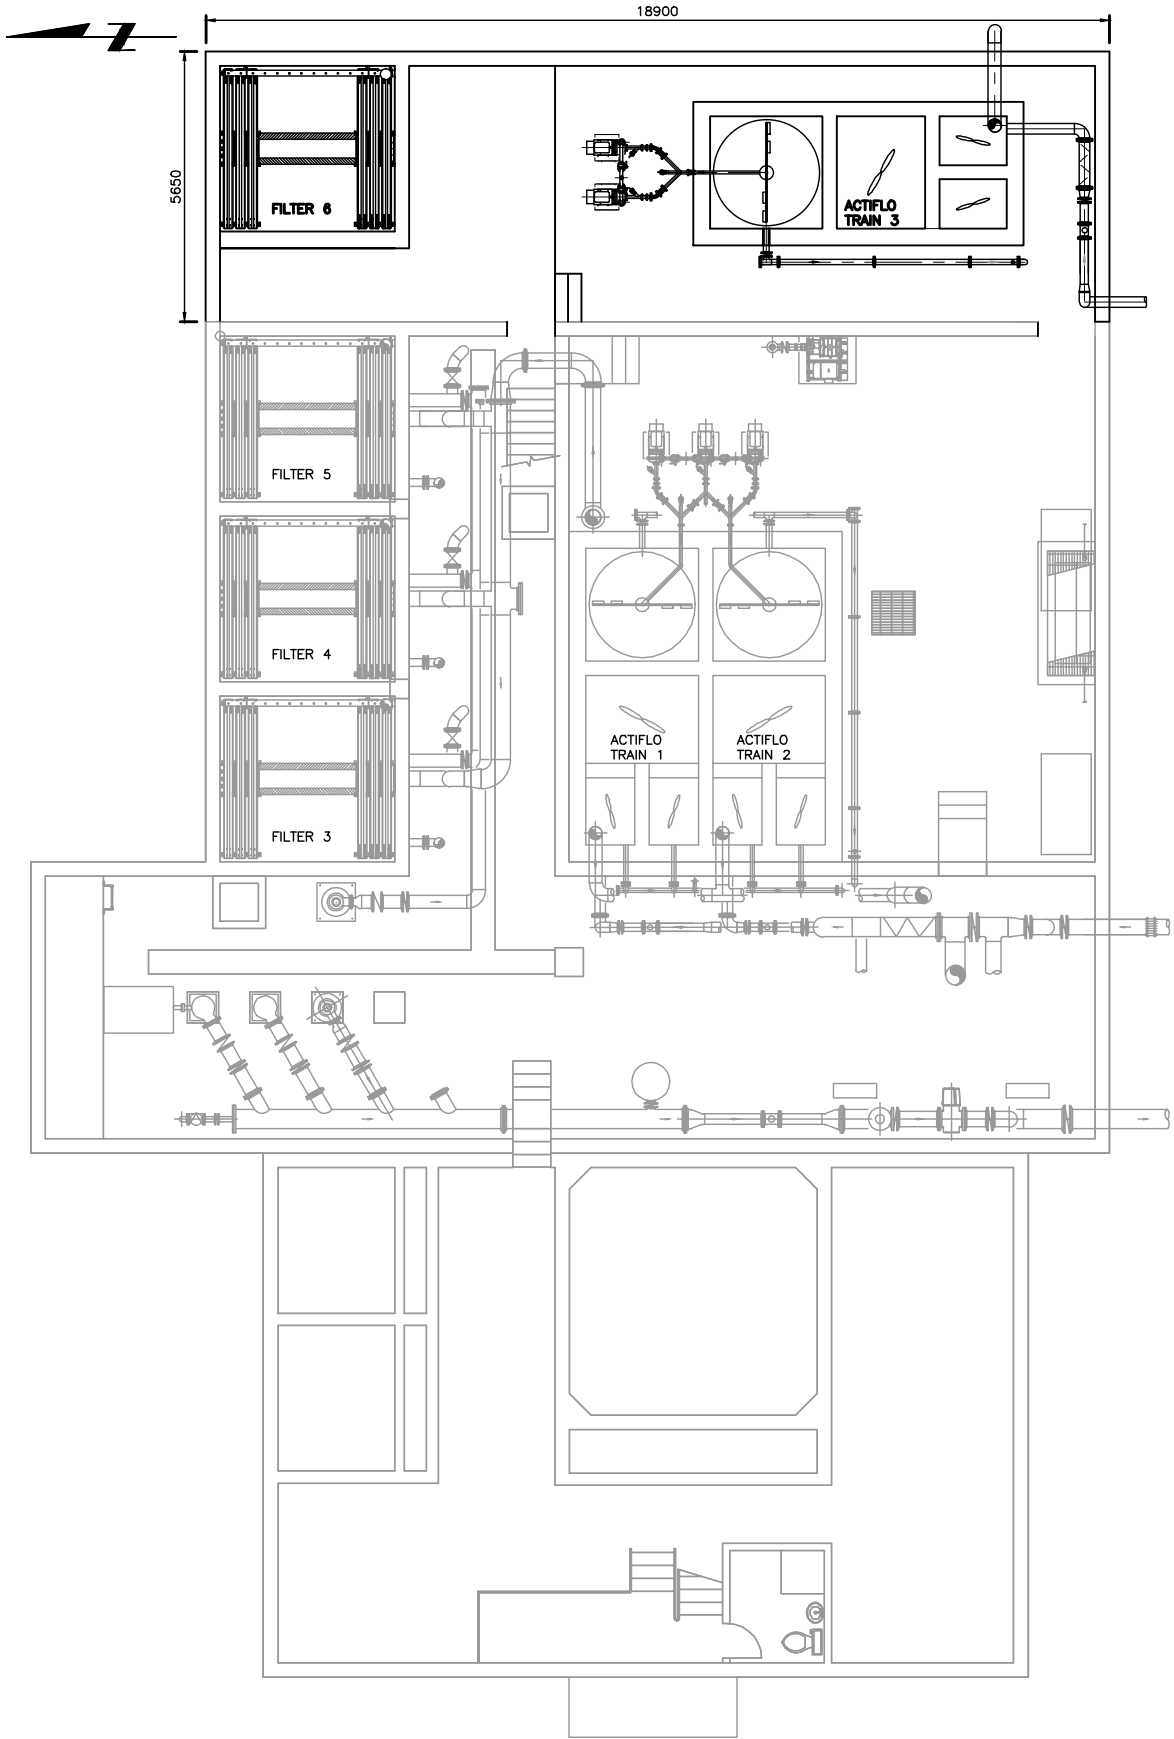 18900
N
5650
FILTER 6
ACTIFLO
TRAIN 3
FILTER 5
FILTER 4
ACTIFLO
TRAIN 1
ACTIFLO
TRAIN 2
FILTER 3